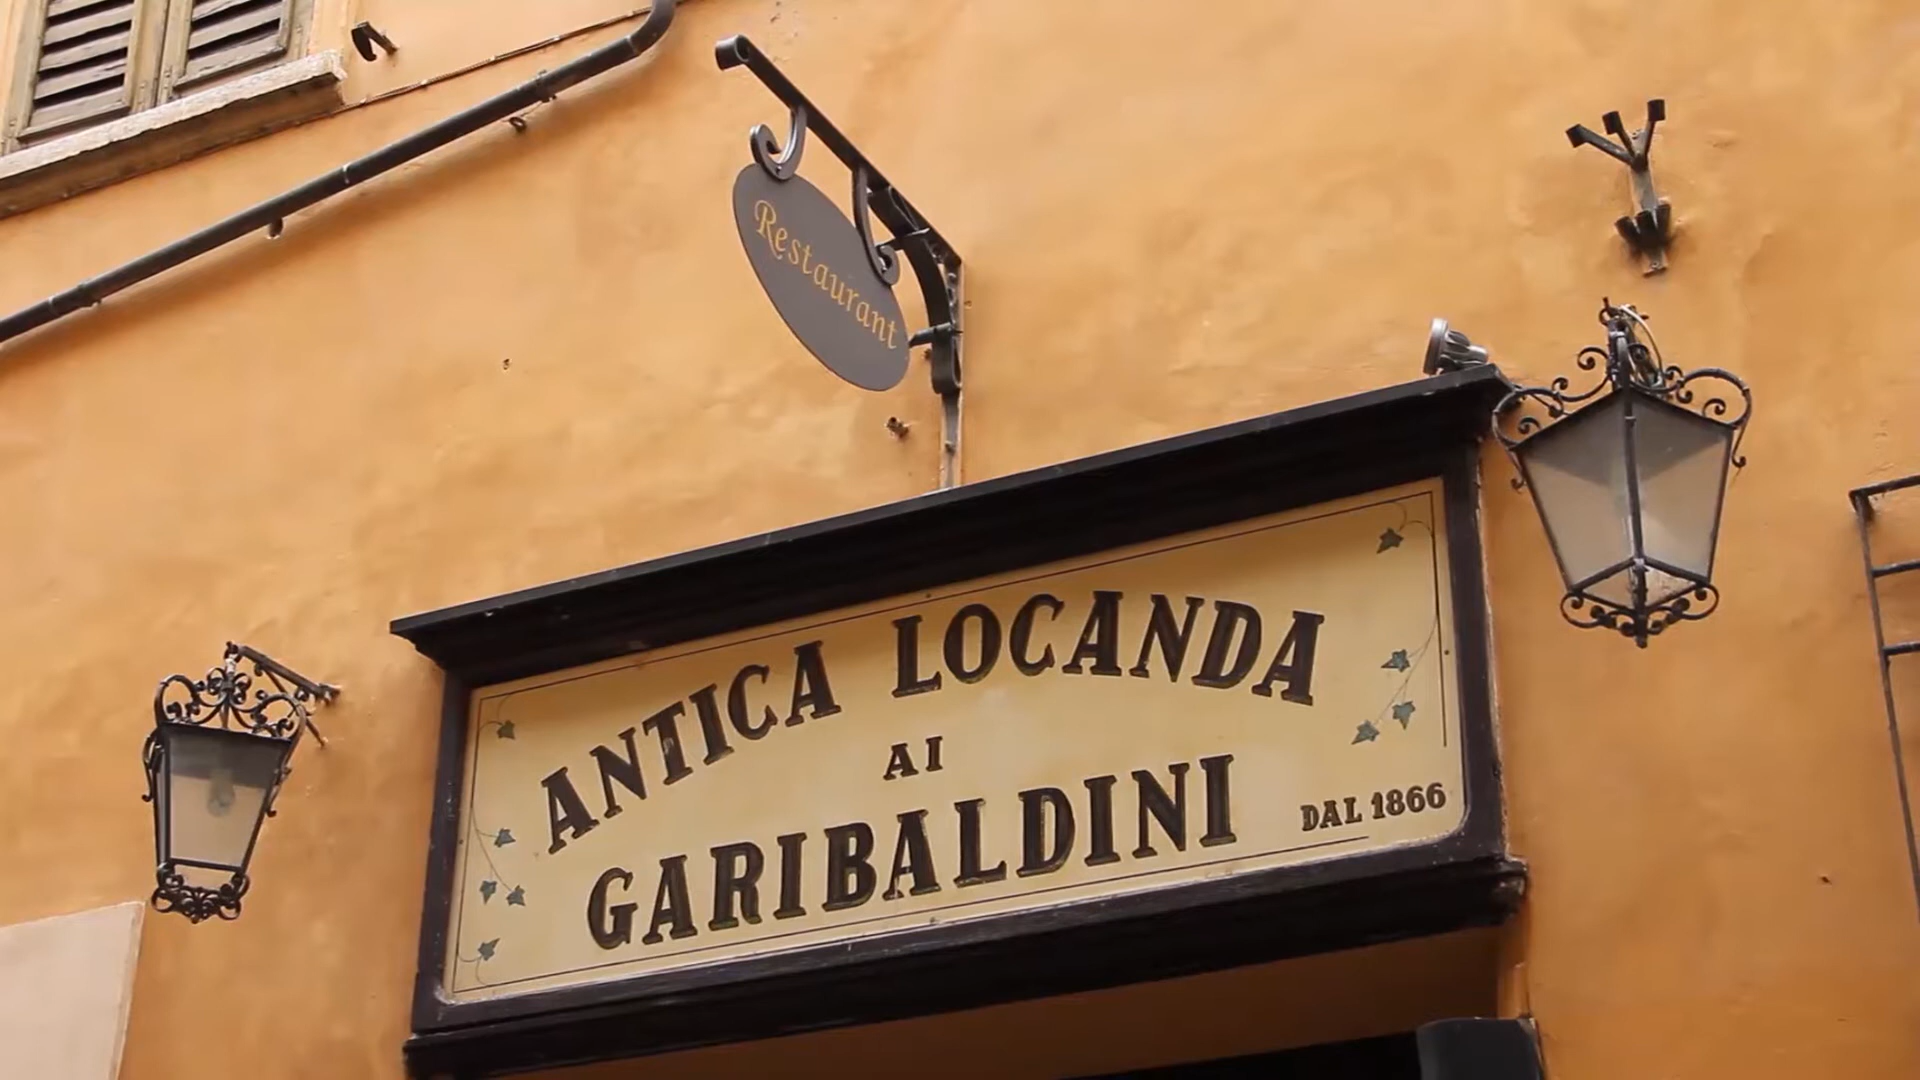 Restaurant
ANTICA LOCANDA
AI
GARIBALDINI
DAL 1866